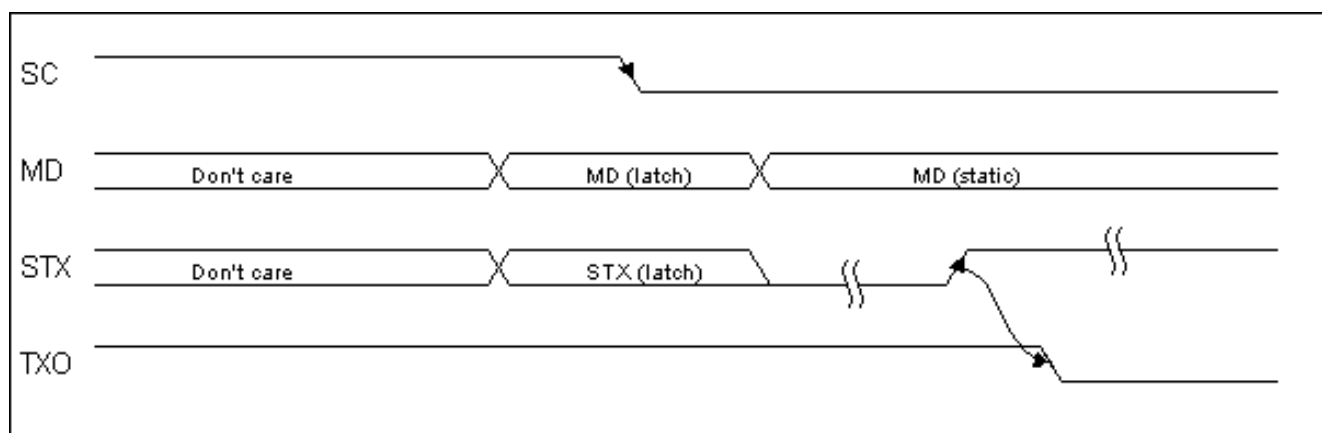 SC
MD Don't care MD (latch) MD (static)
STX Don't care STX (latch)
TXO